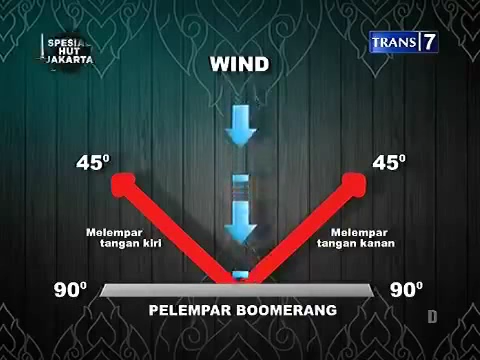 SPESIAL
HUT
JAKARTA
TRANS 7
WIND
45⁰
45⁰
Melempar
tangan kiri
Melempar
tangan kanan
90⁰
90⁰
PELEMPAR BOOMERANG
D